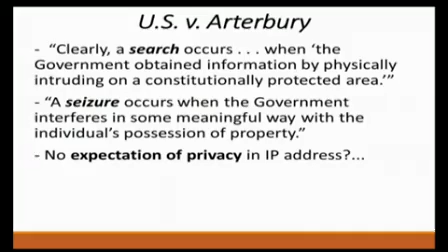 U.S. v. Arterbury
- "Clearly, a search occurs . . . when 'the
Government obtained information by physically
intruding on a constitutionally protected area.'"
- "A seizure occurs when the Government
interferes in some meaningful way with the
individual's possession of property."
- No expectation of privacy in IP address?...